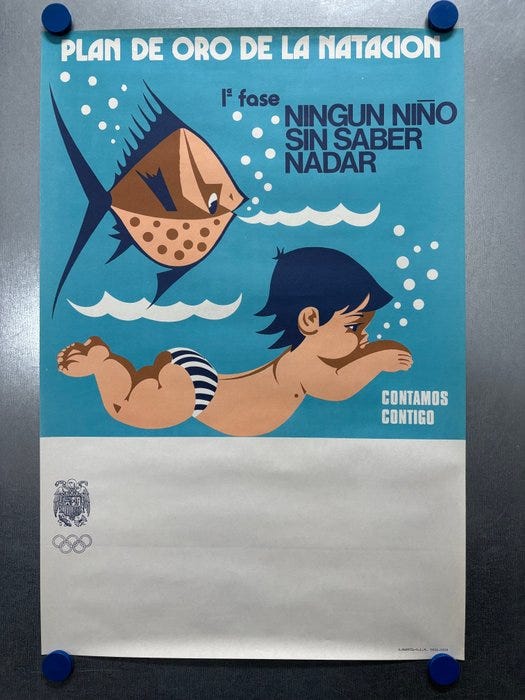 PLAN DE ORO DE LA NATACION
1ª fase
NINGUN NIÑO
SIN SABER
NADAR
CONTAMOS
CONTIGO